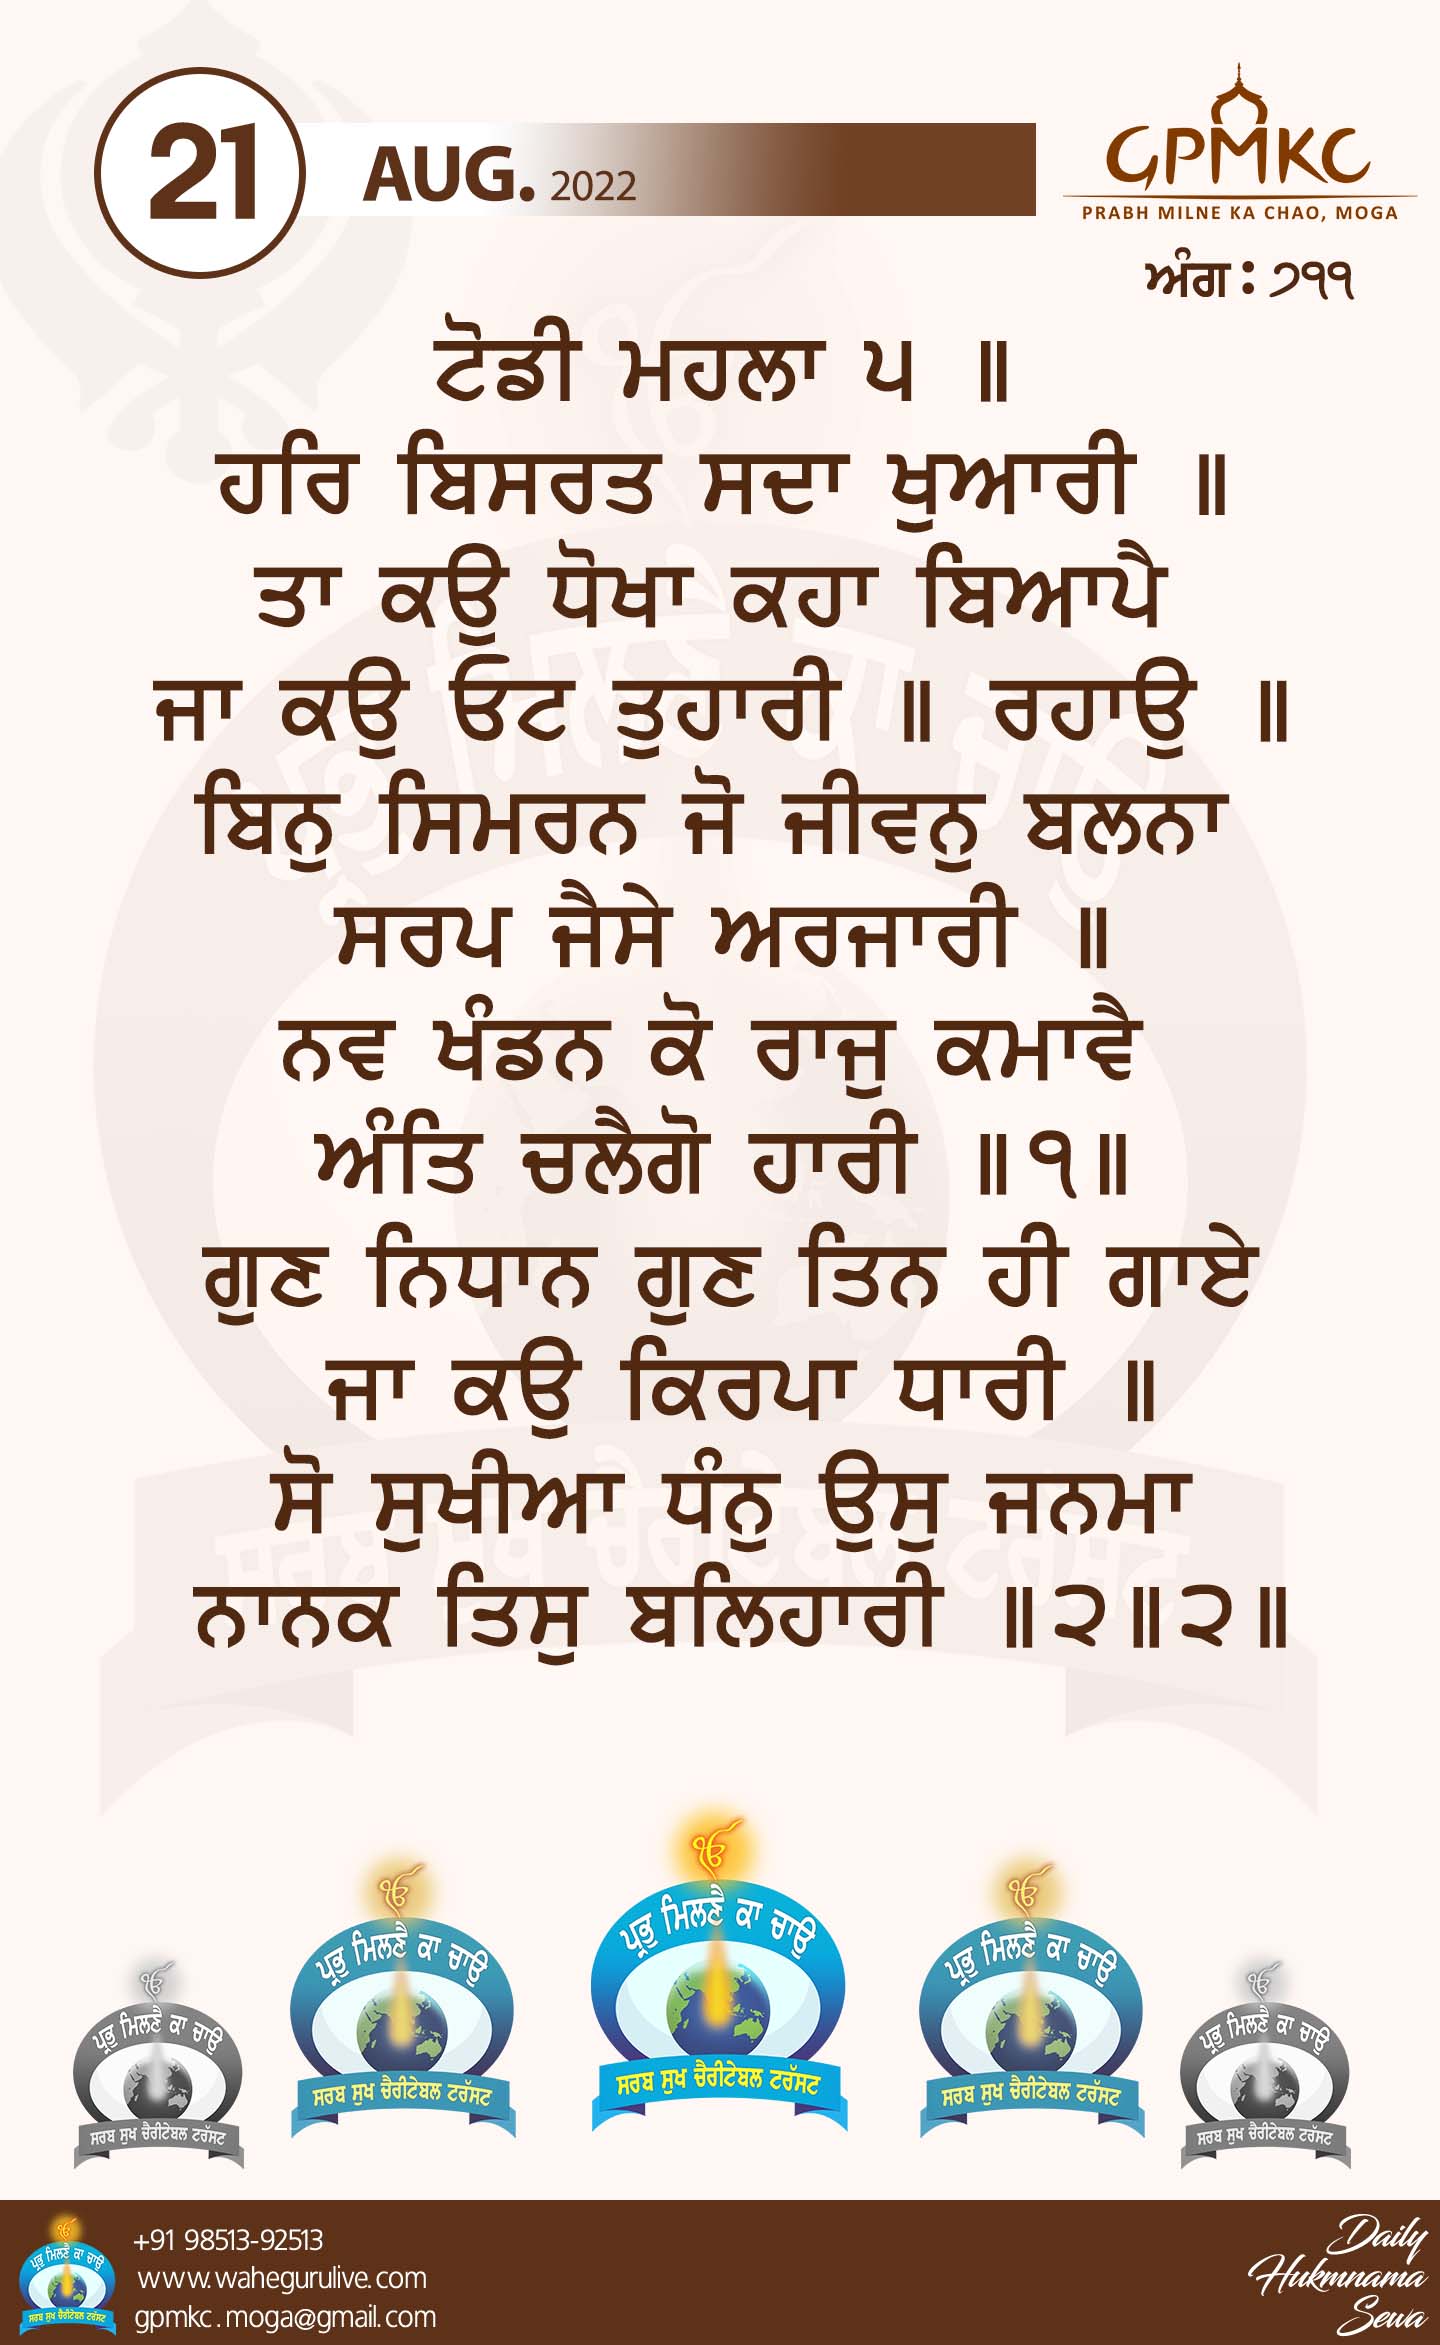 21
AUG. 2022
GPMKC
PRABH MILNE KA CHAO, MOGA
ਅੰਗ : ੭੧੧
ਟੋਡੀ ਮਹਲਾ ੫ ॥
ਹਰਿ ਬਿਸਰਤ ਸਦਾ ਖੁਆਰੀ ॥
ਤਾ ਕਉ ਧੋਖਾ ਕਹਾ ਬਿਆਪੈ
ਜਾ ਕਉ ਓਟ ਤੁਹਾਰੀ ॥ ਰਹਾਉ ॥
ਬਿਨੁ ਸਿਮਰਨ ਜੋ ਜੀਵਨੁ ਬਲਨਾ
ਸਰਪ ਜੈਸੇ ਅਰਜਾਰੀ ॥
ਨਵ ਖੰਡਨ ਕੋ ਰਾਜੁ ਕਮਾਵੈ
ਅੰਤਿ ਚਲੈਗੋ ਹਾਰੀ ॥੧॥
ਗੁਣ ਨਿਧਾਨ ਗੁਣ ਤਿਨ ਹੀ ਗਾਏ
ਜਾ ਕਉ ਕਿਰਪਾ ਧਾਰੀ ॥
ਸੋ ਸੁਖੀਆ ਧੰਨੁ ਉਸੁ ਜਨਮਾ
ਨਾਨਕ ਤਿਸੁ ਬਲਿਹਾਰੀ ॥੨॥੨॥
ੴ
ਪ੍ਰਭੁ ਮਿਲਣੈ ਕਾ ਚਾਉ
ਸਰਬ ਸੁਖ ਚੈਰੀਟੇਬਲ ਟਰੱਸਟ
ੴ
ਪ੍ਰਭੁ ਮਿਲਣੈ ਕਾ ਚਾਉ
ਸਰਬ ਸੁਖ ਚੈਰੀਟੇਬਲ ਟਰੱਸਟ
ੴ
ਪ੍ਰਭੁ ਮਿਲਣੈ ਕਾ ਚਾਉ
ਸਰਬ ਸੁਖ ਚੈਰੀਟੇਬਲ ਟਰੱਸਟ
ੴ
ਪ੍ਰਭੁ ਮਿਲਣੈ ਕਾ ਚਾਉ
ਸਰਬ ਸੁਖ ਚੈਰੀਟੇਬਲ ਟਰੱਸਟ
ੴ
ਪ੍ਰਭੁ ਮਿਲਣੈ ਕਾ ਚਾਉ
ਸਰਬ ਸੁਖ ਚੈਰੀਟੇਬਲ ਟਰੱਸਟ
ੴ
ਪ੍ਰਭੁ ਮਿਲਣੈ ਕਾ ਚਾਉ
ਸਰਬ ਸੁਖ ਚੈਰੀਟੇਬਲ ਟਰੱਸਟ
+91 98513-92513
www.wahegurulive.com
gpmkc.moga@gmail.com
Daily
Hukmnama
Sewa